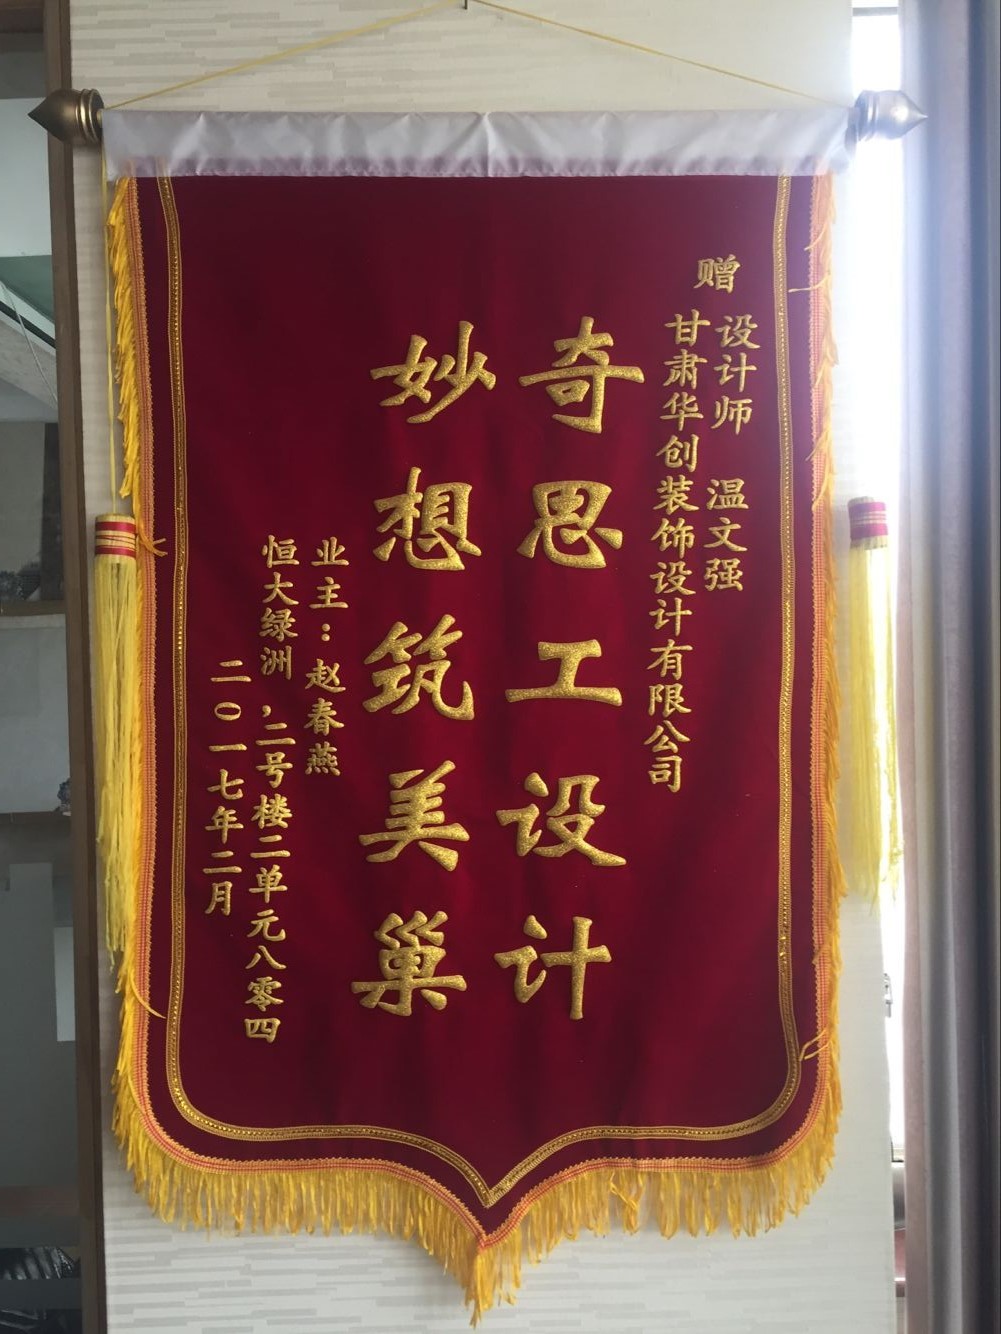 赠
设计师 温文强
甘肃华创装饰设计有限公司
奇思工设计
妙想筑美巢
业主：赵春燕
恒大绿洲，二号楼二单元八零四
二〇一七年二月